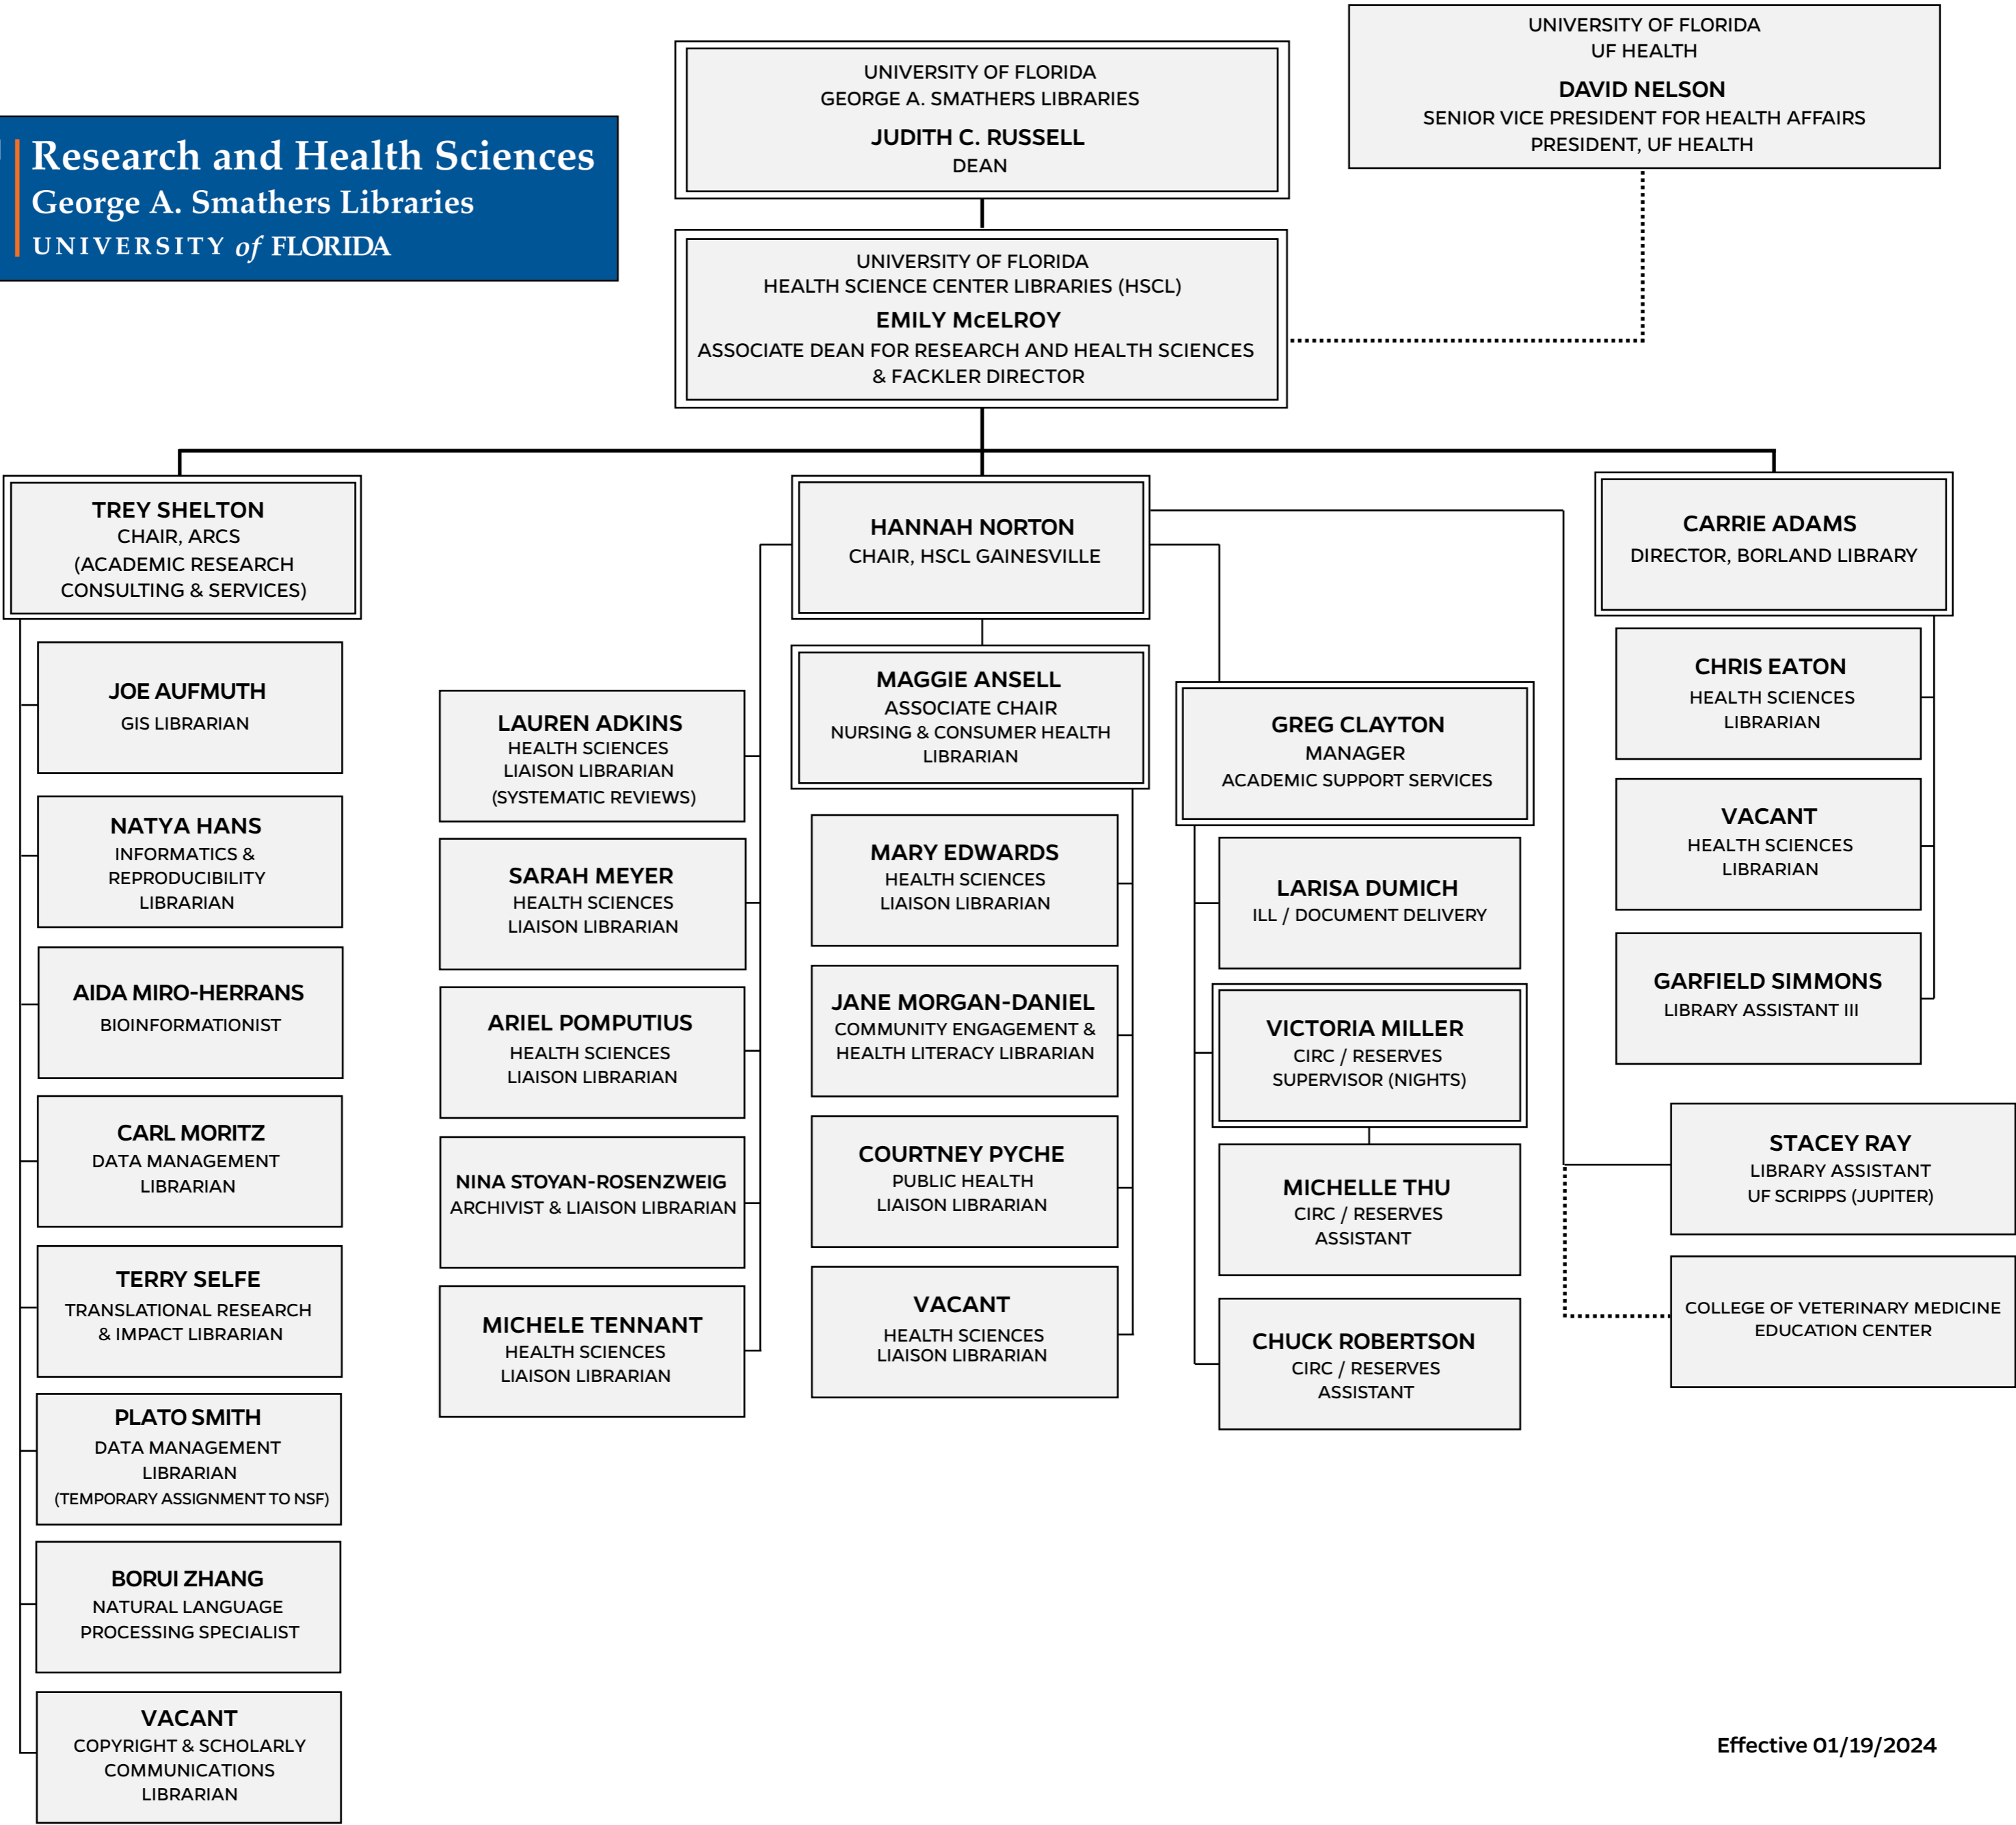 UNIVERSITY OF FLORIDA
GEORGE A. SMATHERS LIBRARIES
JUDITH C. RUSSELL
DEAN
UNIVERSITY OF FLORIDA
UF HEALTH
DAVID NELSON
SENIOR VICE PRESIDENT FOR HEALTH AFFAIRS
PRESIDENT, UF HEALTH
Research and Health Sciences
George A. Smathers Libraries
UNIVERSITY of FLORIDA
UNIVERSITY OF FLORIDA
HEALTH SCIENCE CENTER LIBRARIES (HSCL)
EMILY McELROY
ASSOCIATE DEAN FOR RESEARCH AND HEALTH SCIENCES
& FACKLER DIRECTOR
TREY SHELTON
CHAIR, ARCS
(ACADEMIC RESEARCH
CONSULTING & SERVICES)
JOE AUFMUTH
GIS LIBRARIAN
NATYA HANS
INFORMATICS &
REPRODUCIBILITY
LIBRARIAN
AIDA MIRO-HERRANS
BIOINFORMATIONIST
CARL MORITZ
DATA MANAGEMENT
LIBRARIAN
TERRY SELFE
TRANSLATIONAL RESEARCH
& IMPACT LIBRARIAN
PLATO SMITH
DATA MANAGEMENT
LIBRARIAN
(TEMPORARY ASSIGNMENT TO NSF)
BORUI ZHANG
NATURAL LANGUAGE
PROCESSING SPECIALIST
VACANT
COPYRIGHT & SCHOLARLY
COMMUNICATIONS
LIBRARIAN
HANNAH NORTON
CHAIR, HSCL GAINESVILLE
LAUREN ADKINS
HEALTH SCIENCES
LIAISON LIBRARIAN
(SYSTEMATIC REVIEWS)
SARAH MEYER
HEALTH SCIENCES
LIAISON LIBRARIAN
ARIEL POMPUTIUS
HEALTH SCIENCES
LIAISON LIBRARIAN
NINA STOYAN-ROSENZWEIG
ARCHIVIST & LIAISON LIBRARIAN
MICHELE TENNANT
HEALTH SCIENCES
LIAISON LIBRARIAN
MAGGIE ANSELL
ASSOCIATE CHAIR
NURSING & CONSUMER HEALTH
LIBRARIAN
MARY EDWARDS
HEALTH SCIENCES
LIAISON LIBRARIAN
JANE MORGAN-DANIEL
COMMUNITY ENGAGEMENT &
HEALTH LITERACY LIBRARIAN
COURTNEY PYCHE
PUBLIC HEALTH
LIAISON LIBRARIAN
VACANT
HEALTH SCIENCES
LIAISON LIBRARIAN
GREG CLAYTON
MANAGER
ACADEMIC SUPPORT SERVICES
LARISA DUMICH
ILL / DOCUMENT DELIVERY
VICTORIA MILLER
CIRC / RESERVES
SUPERVISOR (NIGHTS)
MICHELLE THU
CIRC / RESERVES
ASSISTANT
CHUCK ROBERTSON
CIRC / RESERVES
ASSISTANT
CARRIE ADAMS
DIRECTOR, BORLAND LIBRARY
CHRIS EATON
HEALTH SCIENCES
LIBRARIAN
VACANT
HEALTH SCIENCES
LIBRARIAN
GARFIELD SIMMONS
LIBRARY ASSISTANT III
STACEY RAY
LIBRARY ASSISTANT
UF SCRIPPS (JUPITER)
COLLEGE OF VETERINARY MEDICINE
EDUCATION CENTER
Effective 01/19/2024